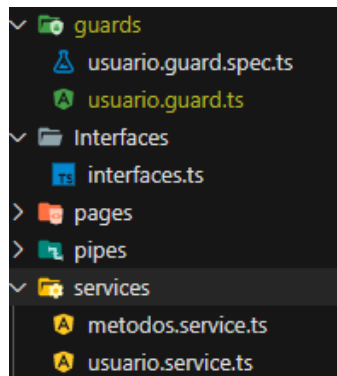 guards
usuario.guard.spec.ts
usuario.guard.ts
Interfaces
TS interfaces.ts
pages
pipes
services
metodos.service.ts
usuario.service.ts